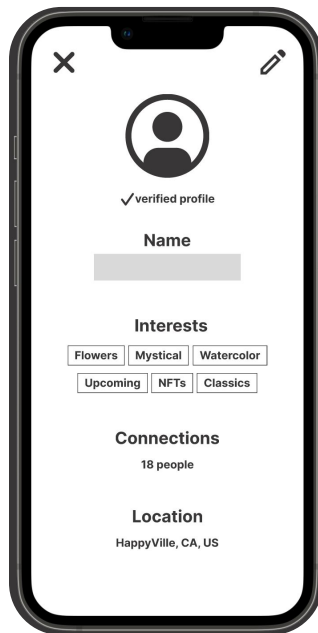 verified profile
Name
Interests
Flowers Mystical Watercolor
Upcoming NFTs Classics
Connections
18 people
Location
HappyVille, CA, US